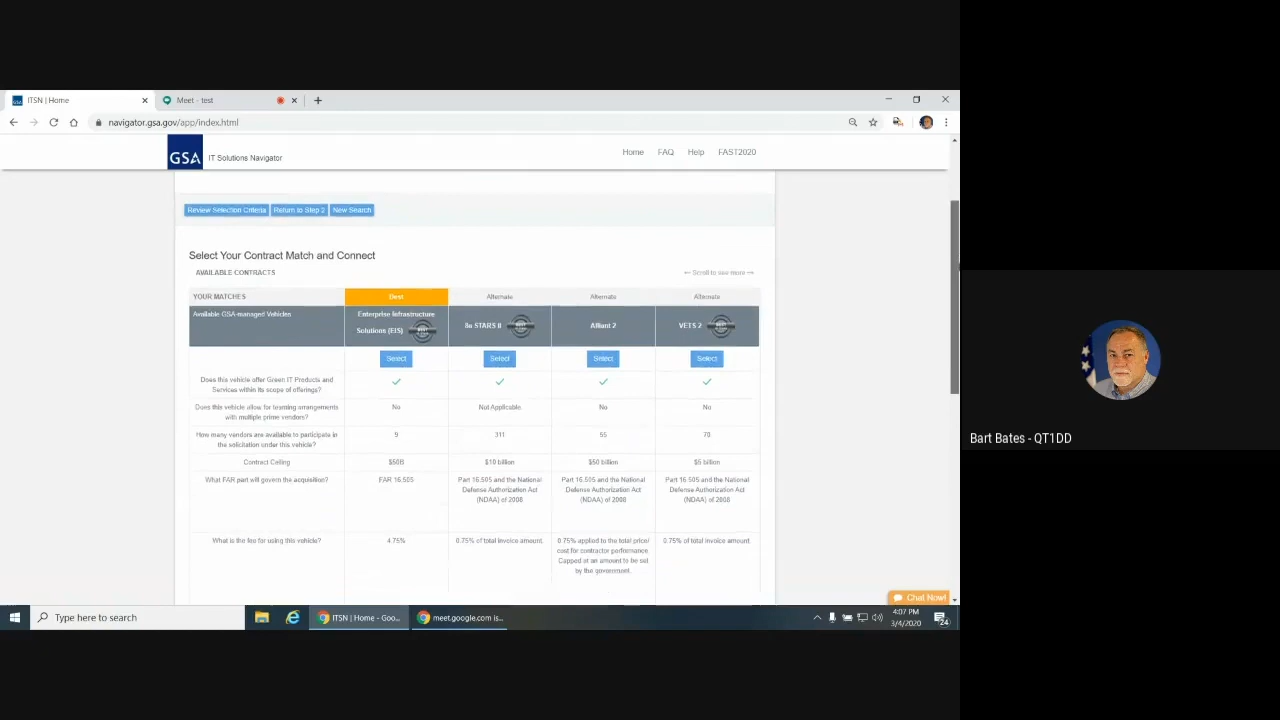 ITSN | Home
Meet - test
navigator.gsa.gov/app/index.html
GSA
IT Solutions Navigator
Home
FAQ
Help
FAST2020
Review Selection Criteria
Return to Step 2
New Search
Select Your Contract Match and Connect
AVAILABLE CONTRACTS
← Scroll to see more →
YOUR MATCHES
Best
Alternate
Alternate
Alternate
Available GSA-managed Vehicles
Enterprise Infrastructure
Solutions (EIS)
8a STARS II
Alliant 2
VETS 2
Select
Select
Select
Select
Does this vehicle offer Green IT Products and
Services within its scope of offerings?
Does this vehicle allow for teaming arrangements
with multiple prime vendors?
No
Not Applicable
No
No
How many vendors are available to participate in
the solicitation under this vehicle?
9
311
55
70
Contract Ceiling
$50B
$10 billion
$50 billion
$5 billion
What FAR part will govern the acquisition?
FAR 16.505
Part 16.505 and the National
Defense Authorization Act
(NDAA) of 2008
Part 16.505 and the National
Defense Authorization Act
(NDAA) of 2008
Part 16.505 and the National
Defense Authorization Act
(NDAA) of 2008
What is the fee for using this vehicle?
4.75%
0.75% of total invoice amount.
0.75% applied to the total price/
cost for contractor performance.
Capped at an amount to be set
by the government.
0.75% of total invoice amount
Chat Now!
Type here to search
ITSN | Home - Goo...
meet.google.com is...
4:07 PM
3/4/2020
24
Bart Bates - QT1DD